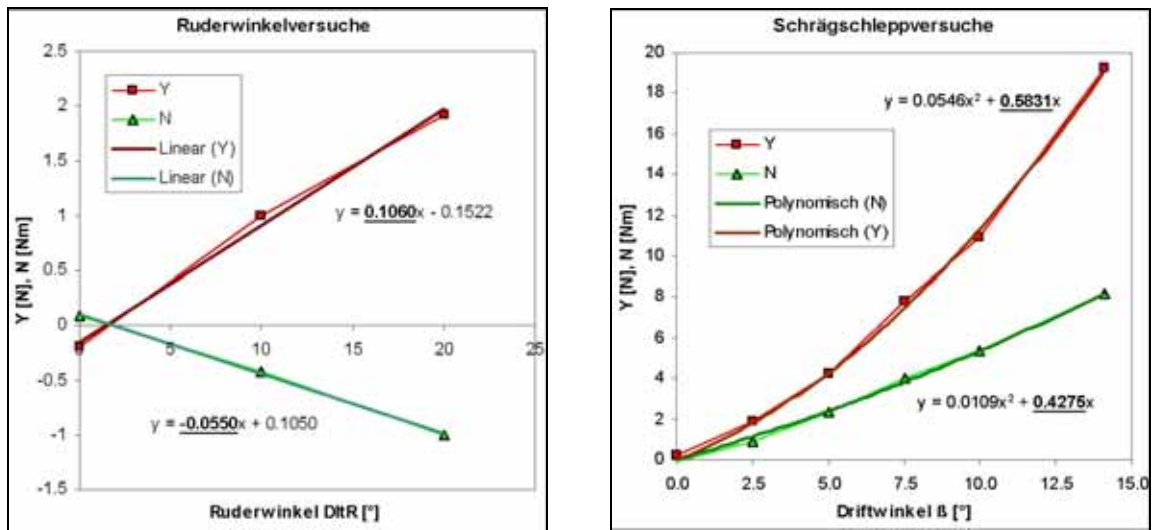 Ruderwinkelversuche
2.5
2
1.5
1
0.5
0
-0.5
-1
-1.5
Y [N], N [Nm]
Y
N
Linear (Y)
Linear (N)
y = 0.1060x - 0.1522
y = -0.0550x + 0.1050
5
10
15
20
25
Ruderwinkel DltR [°]
Schrägschleppversuche
20
18
16
14
12
10
8
6
4
2
0
Y [N], N [Nm]
y = 0.0546x² + 0.5831x
Y
N
Polynomisch (N)
Polynomisch (Y)
y = 0.0109x² + 0.4275x
0.0
2.5
5.0
7.5
10.0
12.5
15.0
Driftwinkel ß [°]